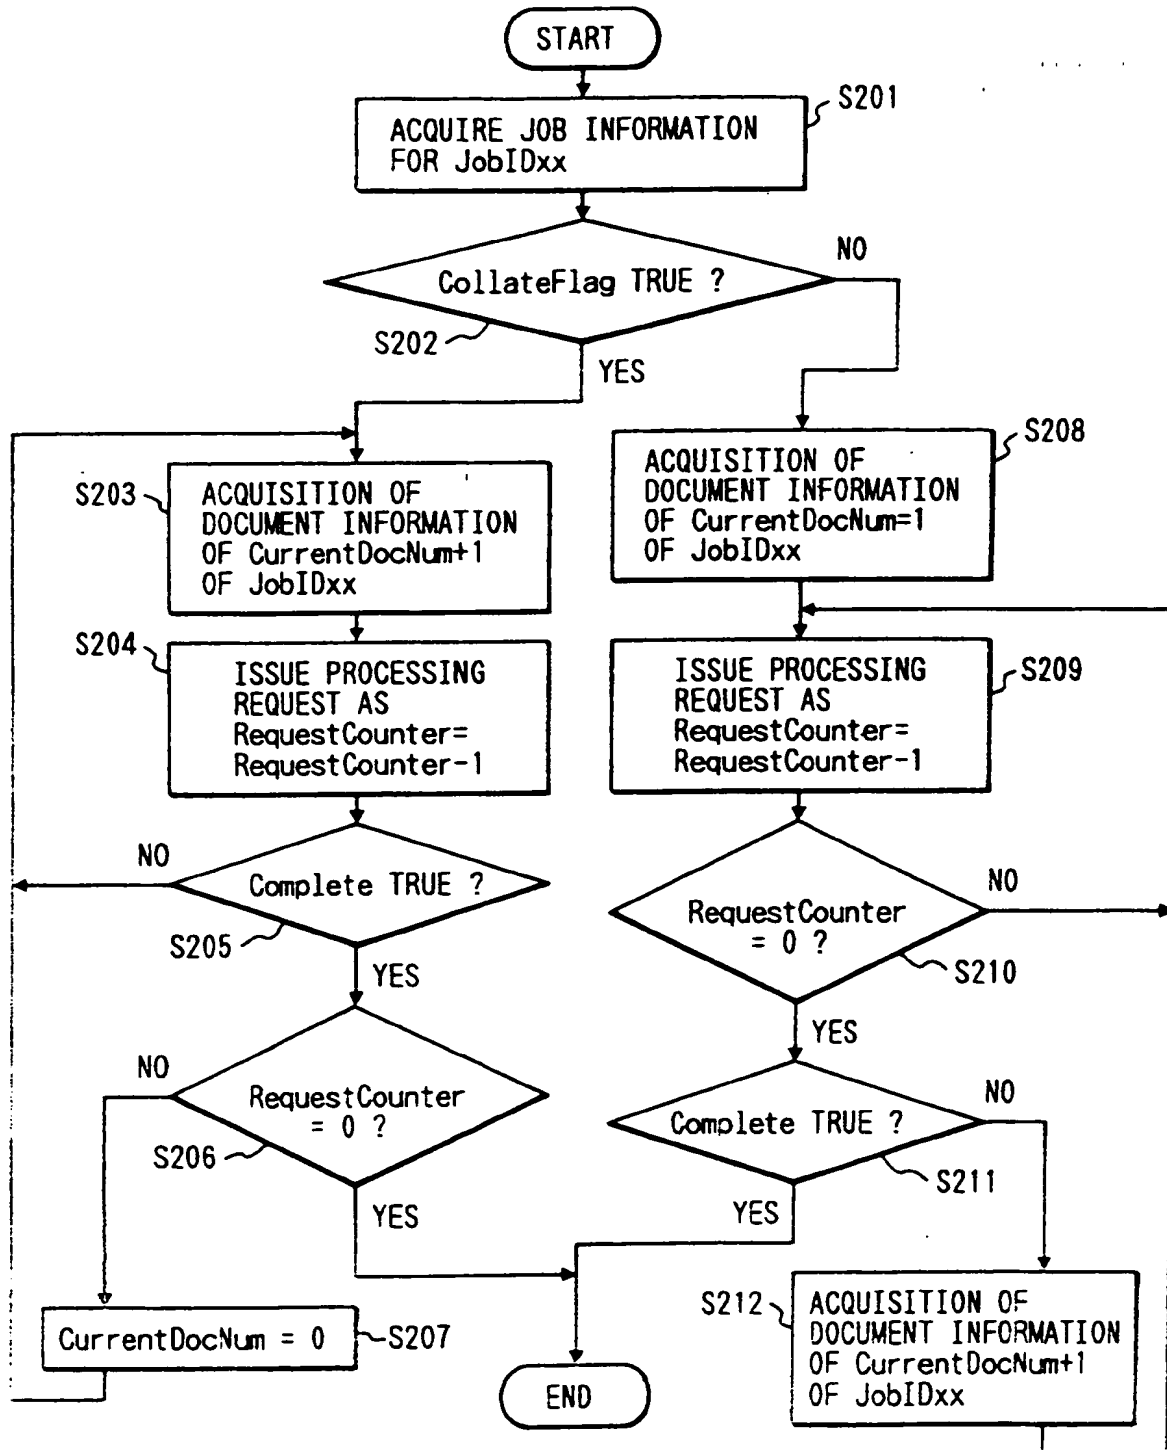 START
S201
ACQUIRE JOB INFORMATION
FOR JobIDxx
NO
CollateFlag TRUE ?
S202
YES
S203
ACQUISITION OF
DOCUMENT INFORMATION
OF CurrentDocNum+1
OF JobIDxx
S204
ISSUE PROCESSING
REQUEST AS
RequestCounter=
RequestCounter-1
NO
Complete TRUE ?
S205
YES
NO
RequestCounter
= 0 ?
S206
YES
CurrentDocNum = 0
S207
S208
ACQUISITION OF
DOCUMENT INFORMATION
OF CurrentDocNum=1
OF JobIDxx
S209
ISSUE PROCESSING
REQUEST AS
RequestCounter=
RequestCounter-1
NO
RequestCounter
= 0 ?
S210
YES
NO
Complete TRUE ?
S211
YES
S212
ACQUISITION OF
DOCUMENT INFORMATION
OF CurrentDocNum+1
OF JobIDxx
END